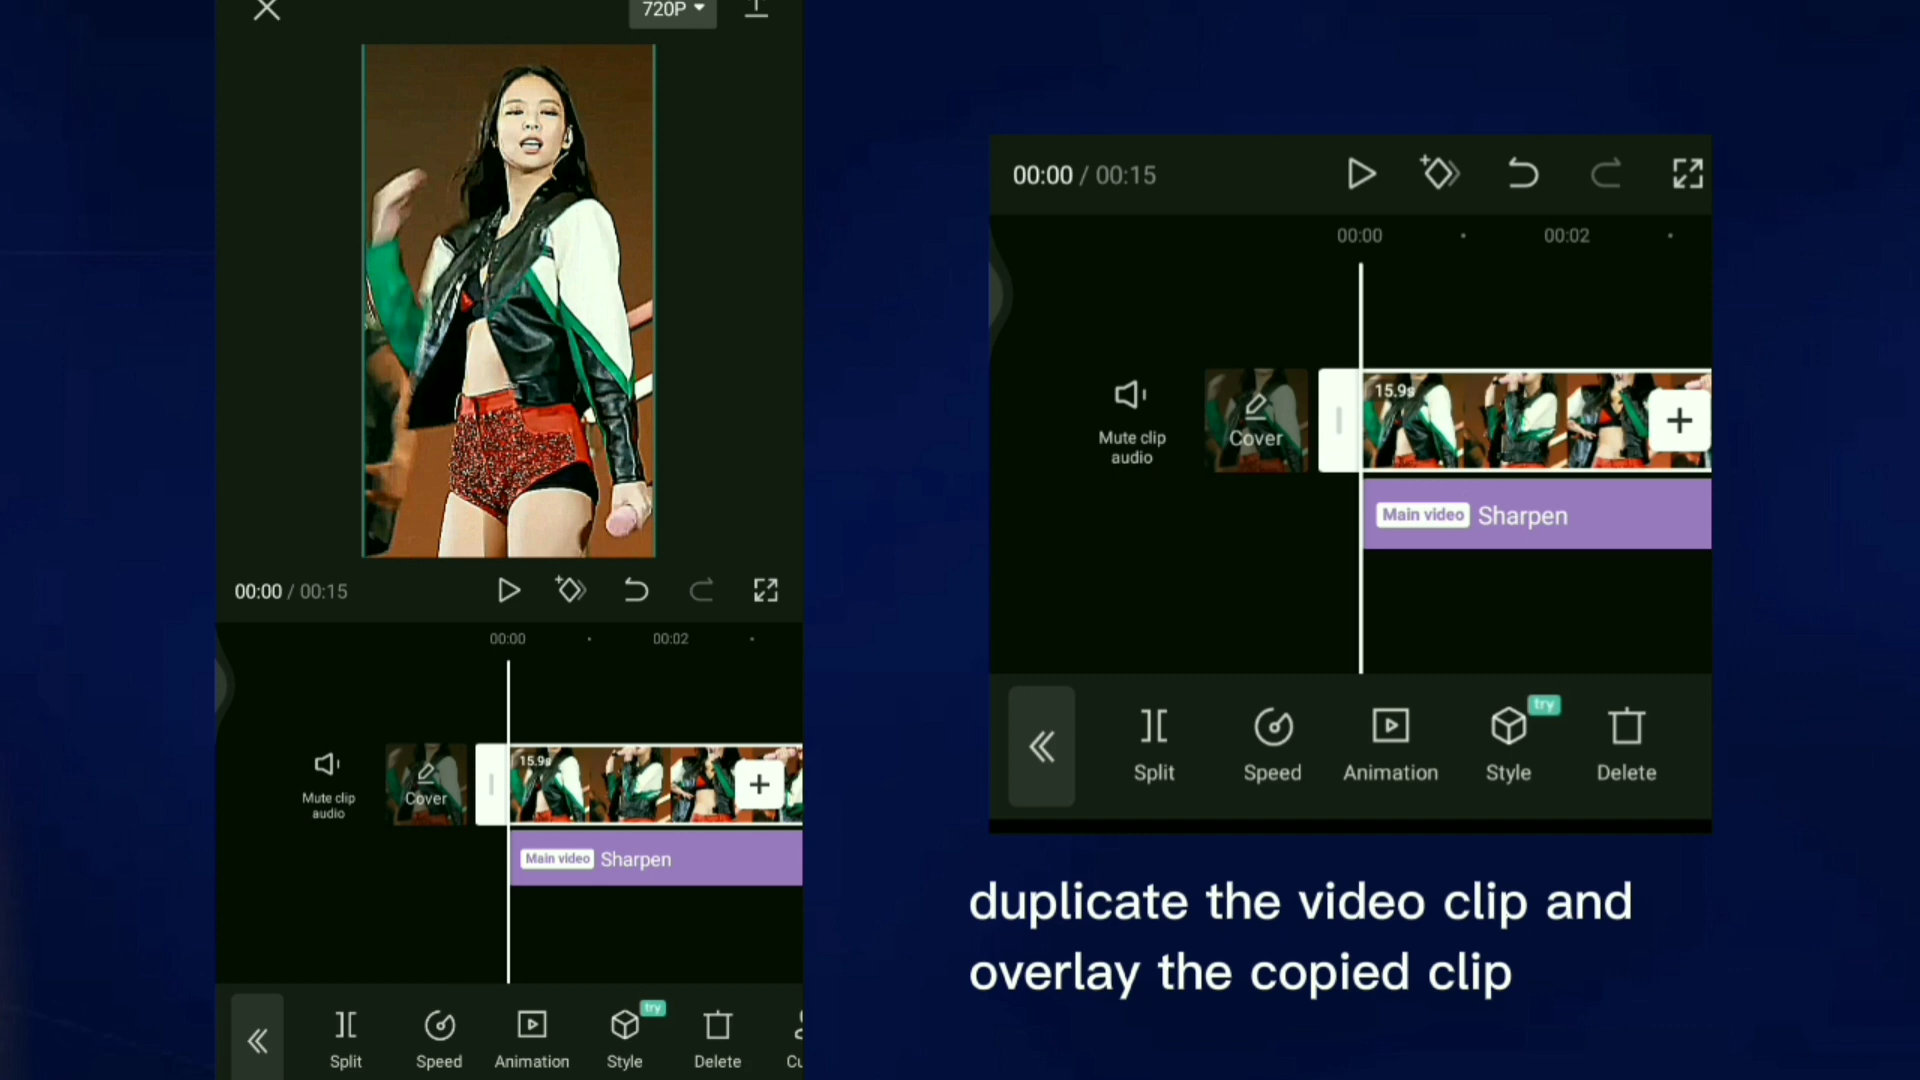 720P
00:00 / 00:15
00:00
00:02
Mute clip
audio
Cover
15.9s
Main video Sharpen
try
Split
Speed
Animation
Style
Delete
00:00 / 00:15
00:00
00:02
Mute clip
audio
Cover
15.9s
Main video Sharpen
try
Split
Speed
Animation
Style
Delete
duplicate the video clip and
overlay the copied clip